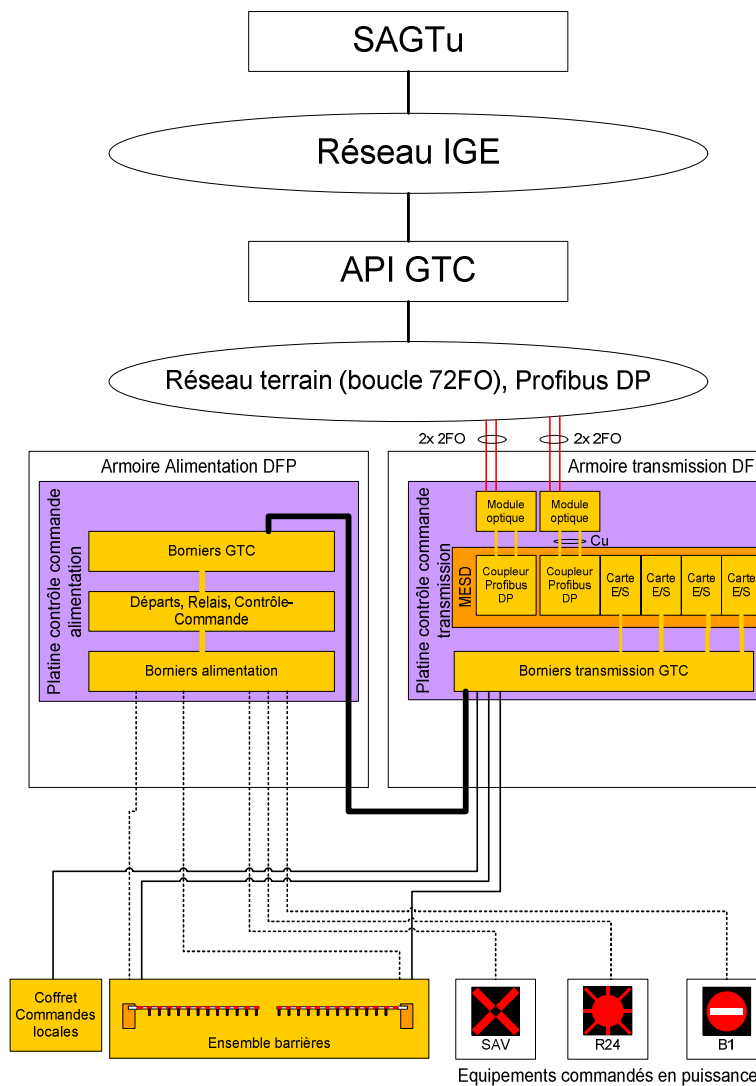 SAGTu
Réseau IGE
API GTC
Réseau terrain (boucle 72FO), Profibus DP
2x 2FO
2x 2FO
Armoire Alimentation DFP
Armoire transmission DF
Platine contrôle commande
alimentation
Borniers GTC
Départs, Relais, Contrôle-
Commande
Borniers alimentation
Platine contrôle commande
transmission
Module
optique
Module
optique
Cu
MESD
Coupleur
Profibus
DP
Coupleur
Profibus
DP
Carte
E/S
Carte
E/S
Carte
E/S
Carte
E/S
Borniers transmission GTC
Coffret
Commandes
locales
Ensemble barrières
SAV
R24
B1
Equipements commandés en puissance